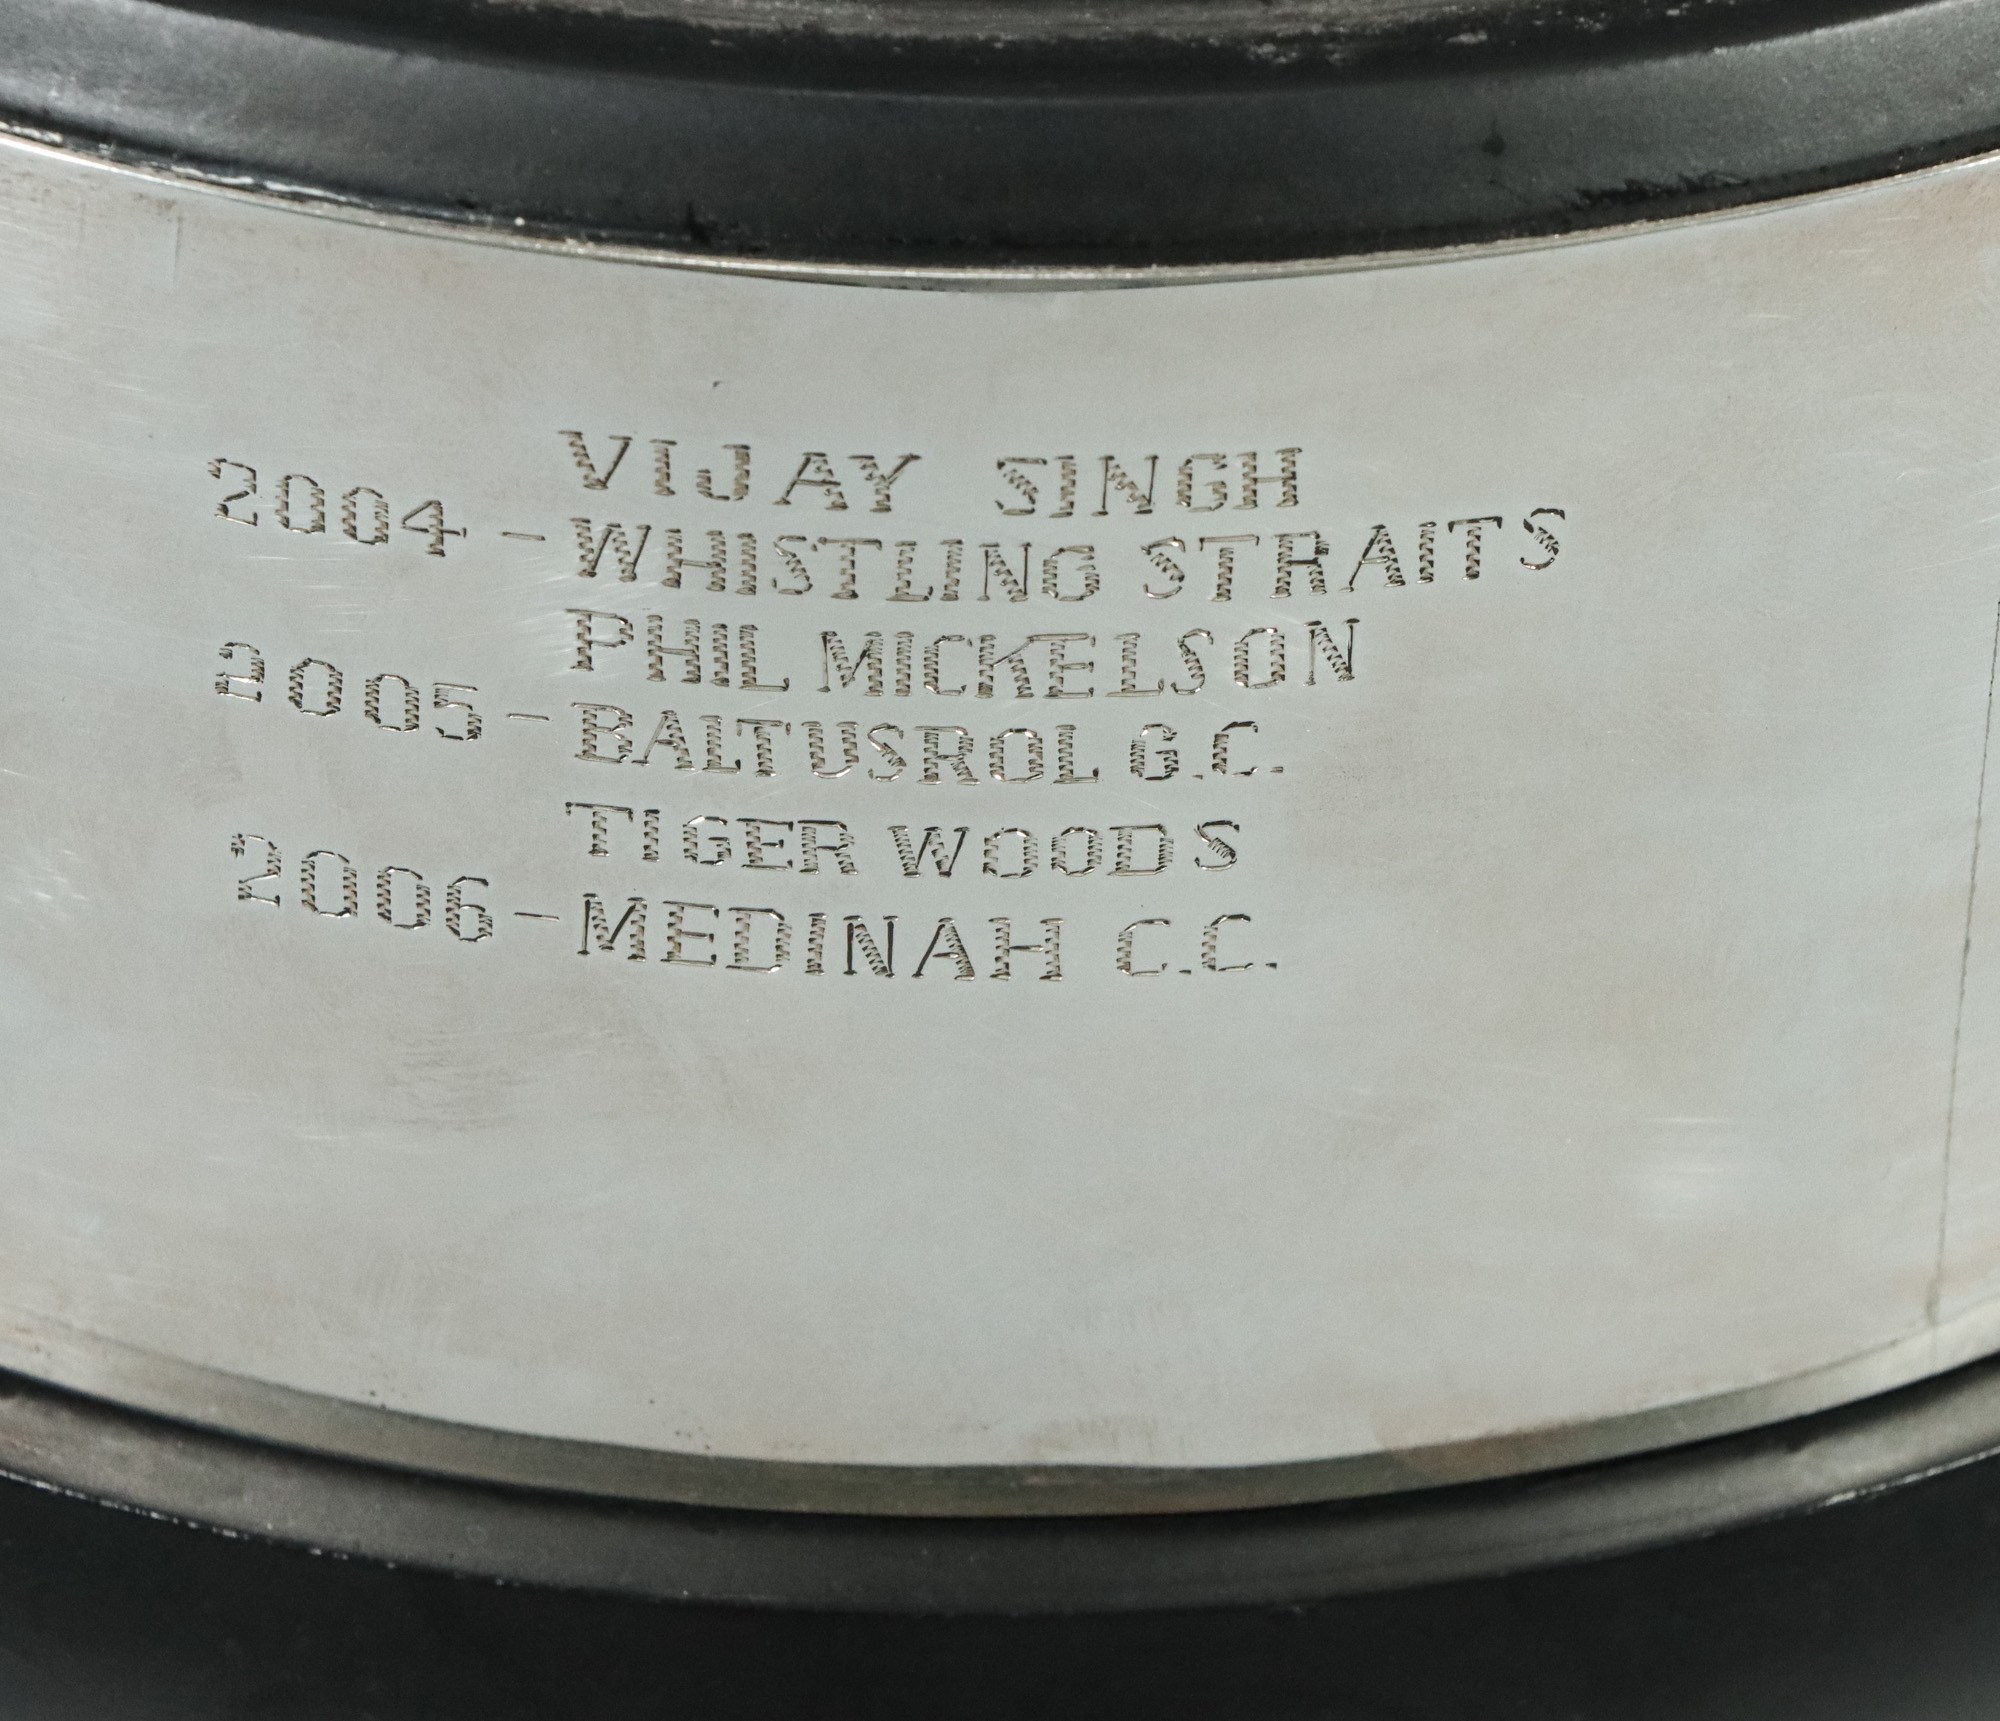 VIJAY SINGH
2004 - WHISTLING STRAITS
PHIL MICKELSON
2005 - BALTUSROL G.C.
TIGER WOODS
2006 - MEDINAH C.C.